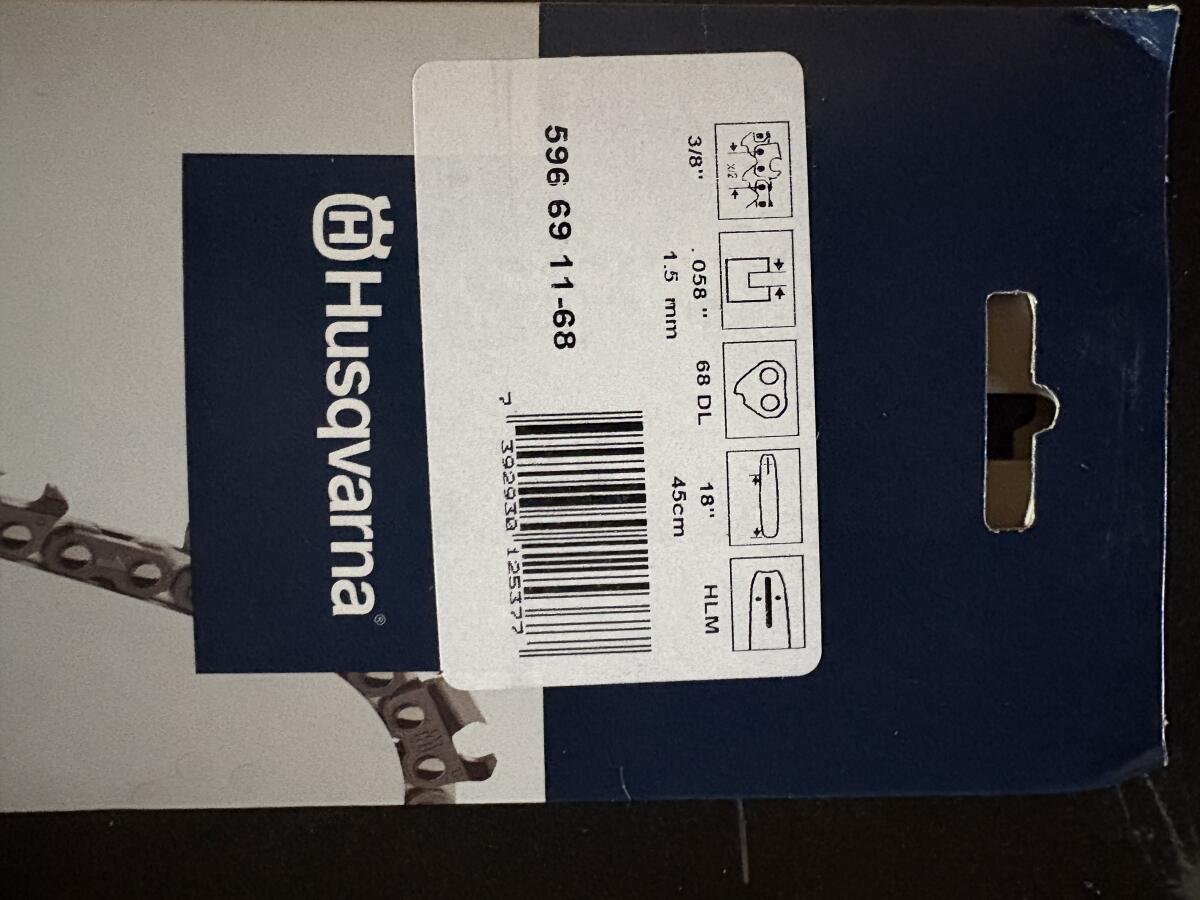 3/8"
.058 "
1.5 mm
68 DL
18"
45cm
HLM
X/2
596 69 11-68
7 392930 125377
Husqvarna®